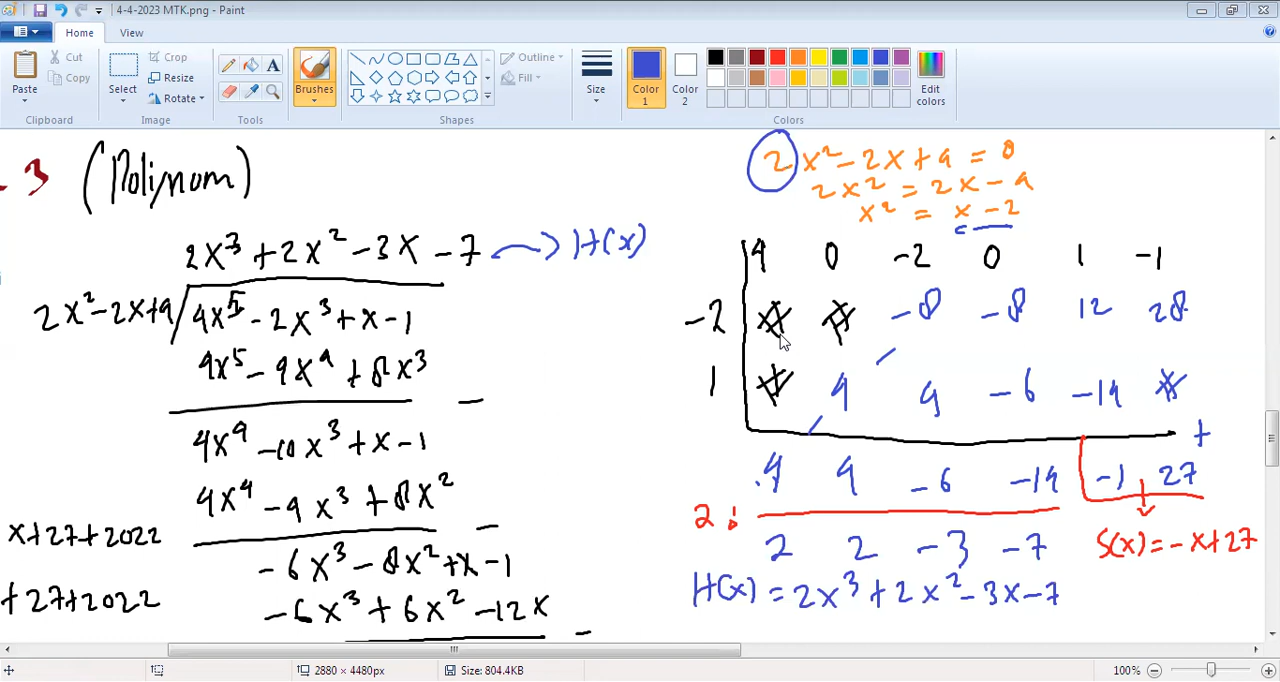 4-4-2023 MTK.png - Paint
Home View
Paste
Cut
Copy
Clipboard
Select
Crop
Resize
Rotate
Image
Tools
Brushes
Outline
Fill
Shapes
Size
Color 1
Color 2
Edit colors
Colors
3 (Polinom)
2x³ + 2x² - 3x - 7 → H(x)
2x² - 2x + 4 / 4x⁵ - 2x³ + x - 1
4x⁵ - 4x⁴ + 8x³
4x⁴ - 10x³ + x - 1
4x⁴ - 4x³ + 8x²
-6x³ - 8x² + x - 1
-6x³ + 6x² - 12x
x + 27 + 2022
+ 27 + 2022
2x² - 2x + 4 = 0
2x² = 2x - 4
x² = x - 2
4 0 -2 0 1 -1
-2 # # -8 -8 12 28
1 # 4 4 -6 -14 #
+
4 4 -6 -14 -1 27
2 :
2 2 -3 -7
S(x) = -x + 27
H(x) = 2x³ + 2x² - 3x - 7
2880 × 4480px
Size: 804.4KB
100%